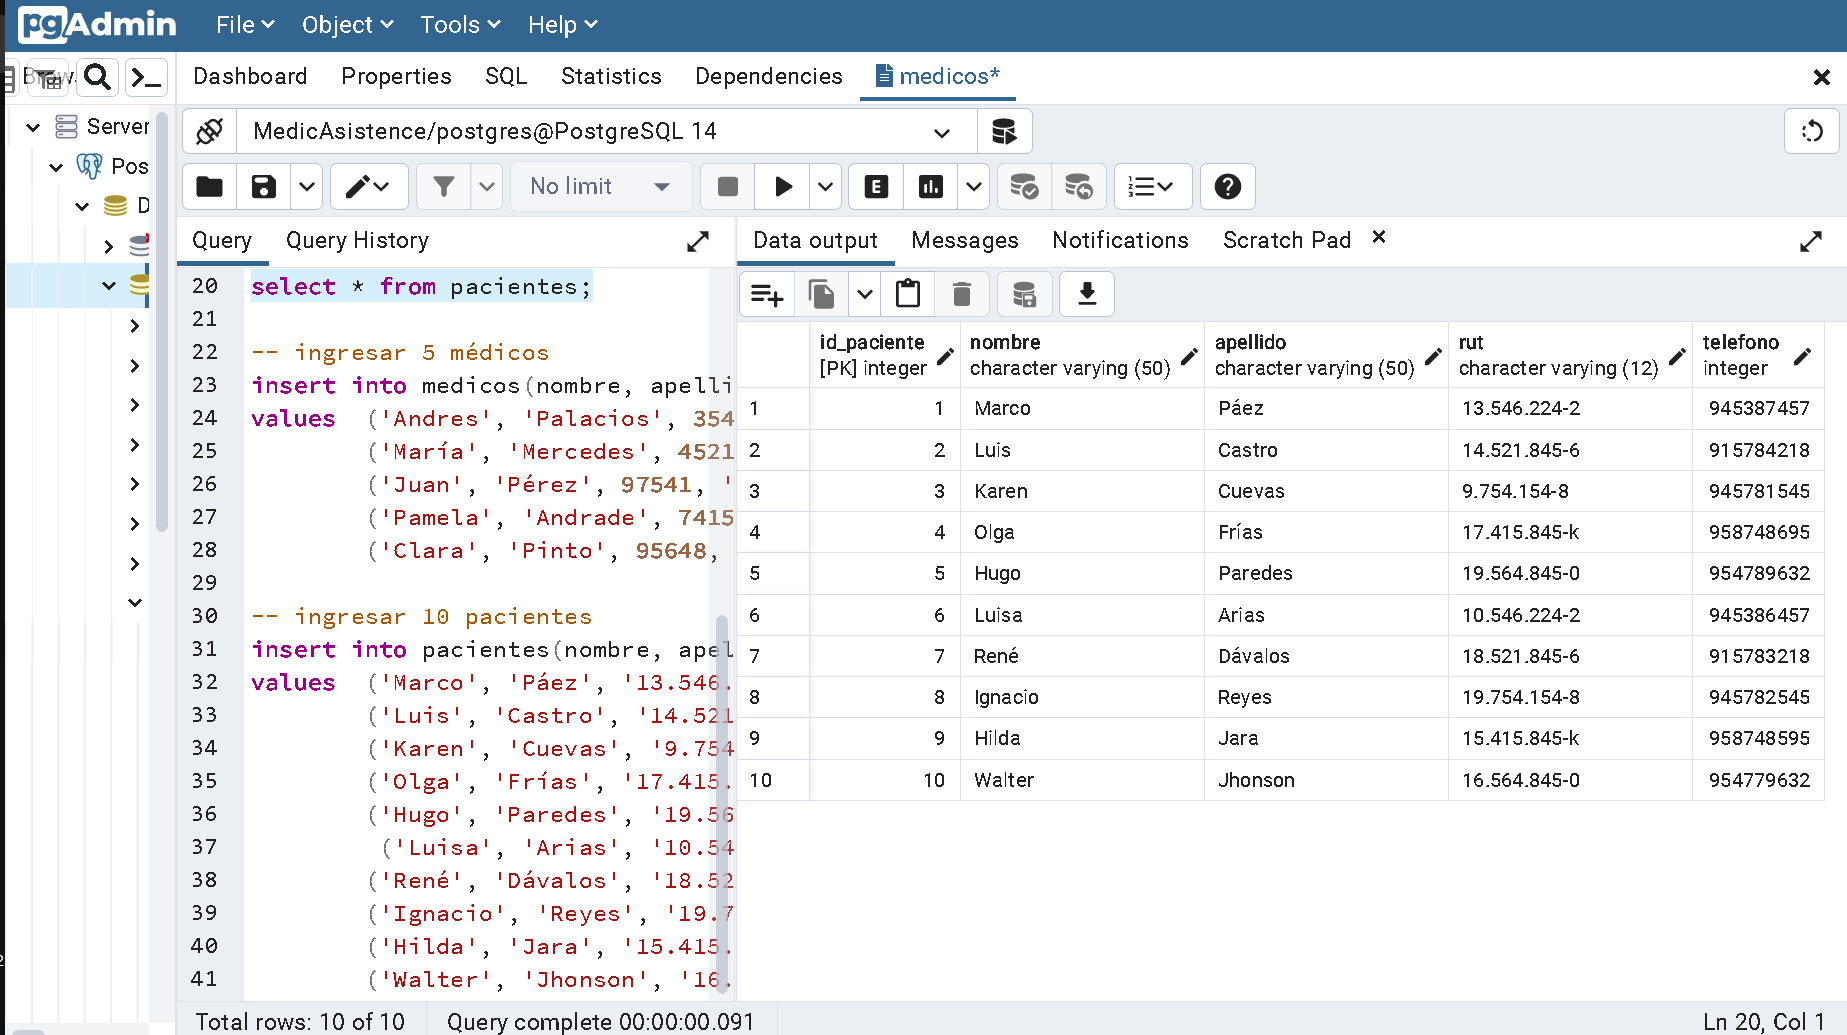 pgAdmin File Object Tools Help
Dashboard Properties SQL Statistics Dependencies medicos*
Server
Pos
D
MedicAsistence/postgres@PostgreSQL 14
No limit
E
Query Query History
20 select * from pacientes;
21
22 -- ingresar 5 médicos
23 insert into medicos(nombre, apelli
24 values ('Andres', 'Palacios', 354
25 ('María', 'Mercedes', 4521
26 ('Juan', 'Pérez', 97541, '
27 ('Pamela', 'Andrade', 7415
28 ('Clara', 'Pinto', 95648,
29
30 -- ingresar 10 pacientes
31 insert into pacientes(nombre, apel
32 values ('Marco', 'Páez', '13.546.
33 ('Luis', 'Castro', '14.521
34 ('Karen', 'Cuevas', '9.754
35 ('Olga', 'Frías', '17.415.
36 ('Hugo', 'Paredes', '19.56
37 ('Luisa', 'Arias', '10.54
38 ('René', 'Dávalos', '18.52
39 ('Ignacio', 'Reyes', '19.7
40 ('Hilda', 'Jara', '15.415.
41 ('Walter', 'Jhonson', '16.
Data output Messages Notifications Scratch Pad
id_paciente nombre apellido rut telefono
[PK] integer character varying (50) character varying (50) character varying (12) integer
1 1 Marco Páez 13.546.224-2 945387457
2 2 Luis Castro 14.521.845-6 915784218
3 3 Karen Cuevas 9.754.154-8 945781545
4 4 Olga Frías 17.415.845-k 958748695
5 5 Hugo Paredes 19.564.845-0 954789632
6 6 Luisa Arias 10.546.224-2 945386457
7 7 René Dávalos 18.521.845-6 915783218
8 8 Ignacio Reyes 19.754.154-8 945782545
9 9 Hilda Jara 15.415.845-k 958748595
10 10 Walter Jhonson 16.564.845-0 954779632
Total rows: 10 of 10 Query complete 00:00:00.091 Ln 20, Col 1